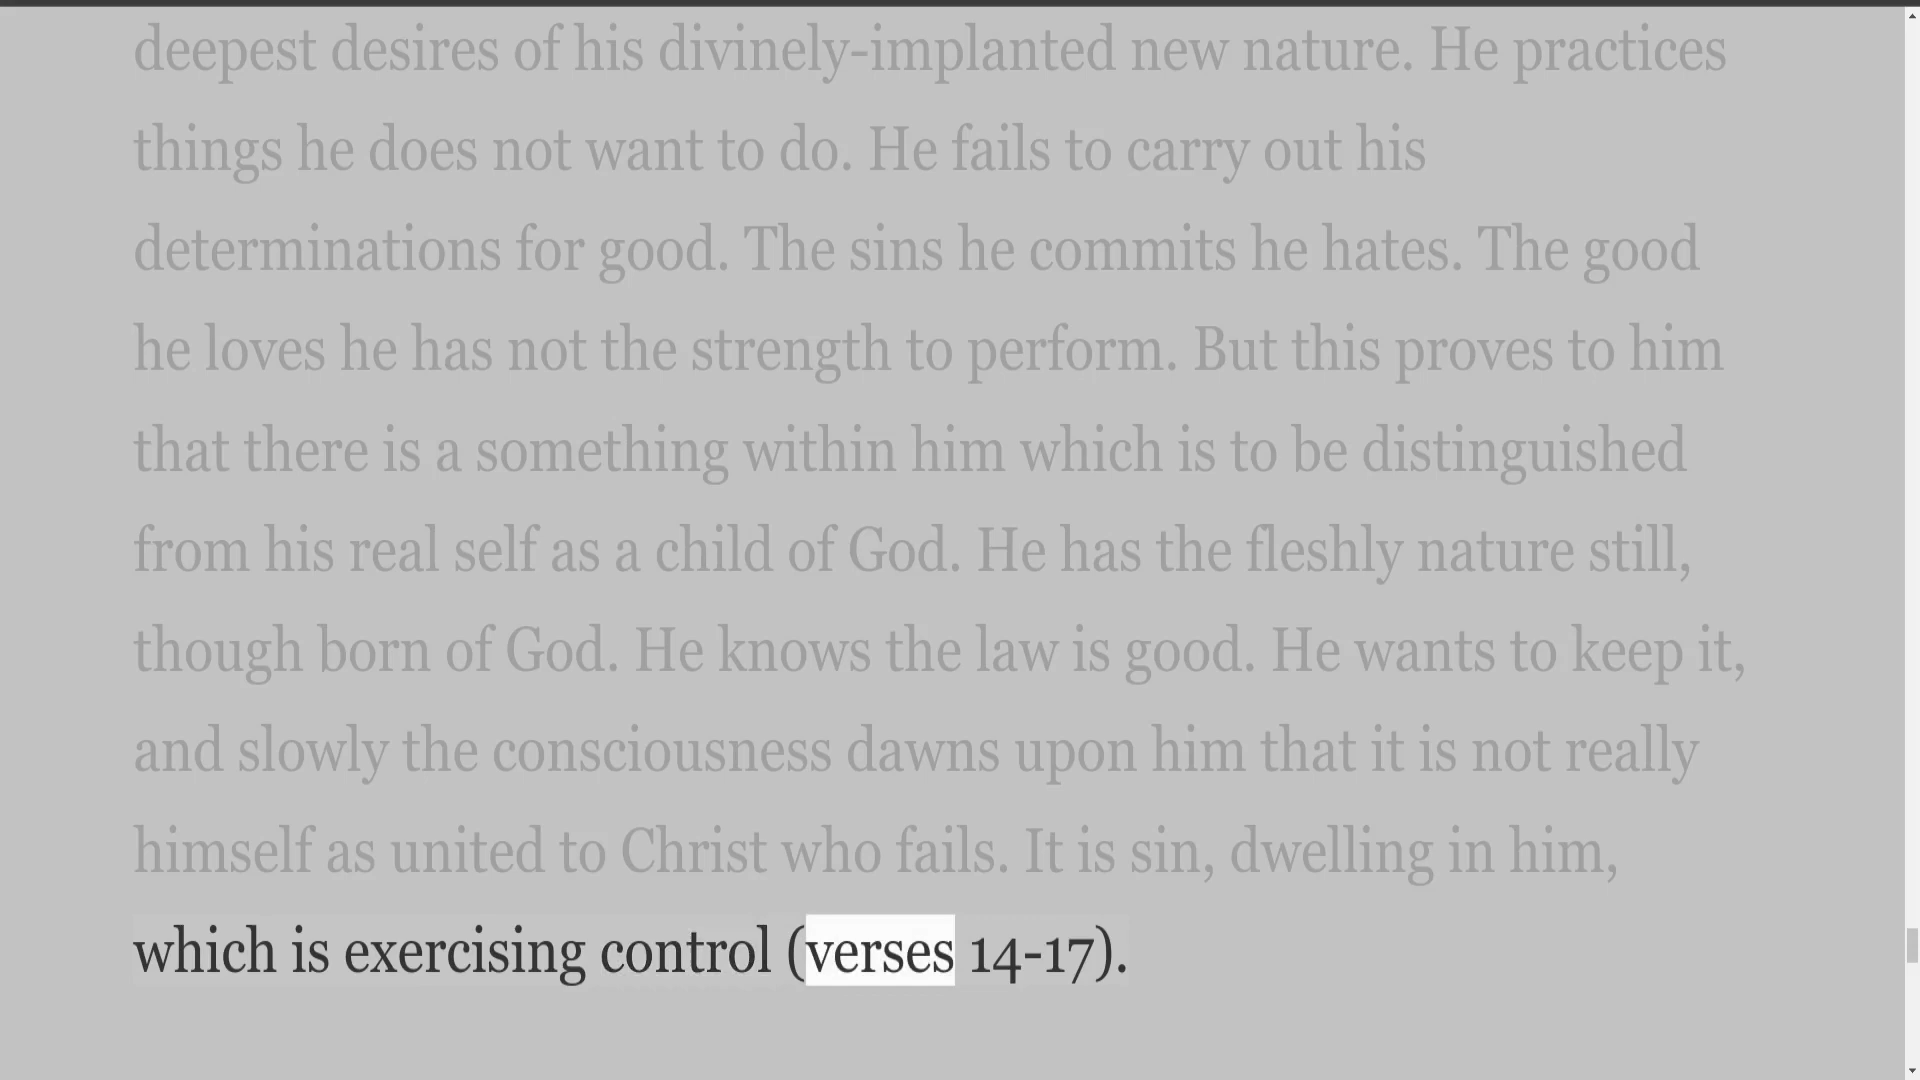 deepest desires of his divinely-implanted new nature. He practices
things he does not want to do. He fails to carry out his
determinations for good. The sins he commits he hates. The good
he loves he has not the strength to perform. But this proves to him
that there is a something within him which is to be distinguished
from his real self as a child of God. He has the fleshly nature still,
though born of God. He knows the law is good. He wants to keep it,
and slowly the consciousness dawns upon him that it is not really
himself as united to Christ who fails. It is sin, dwelling in him,
which is exercising control (verses 14-17).